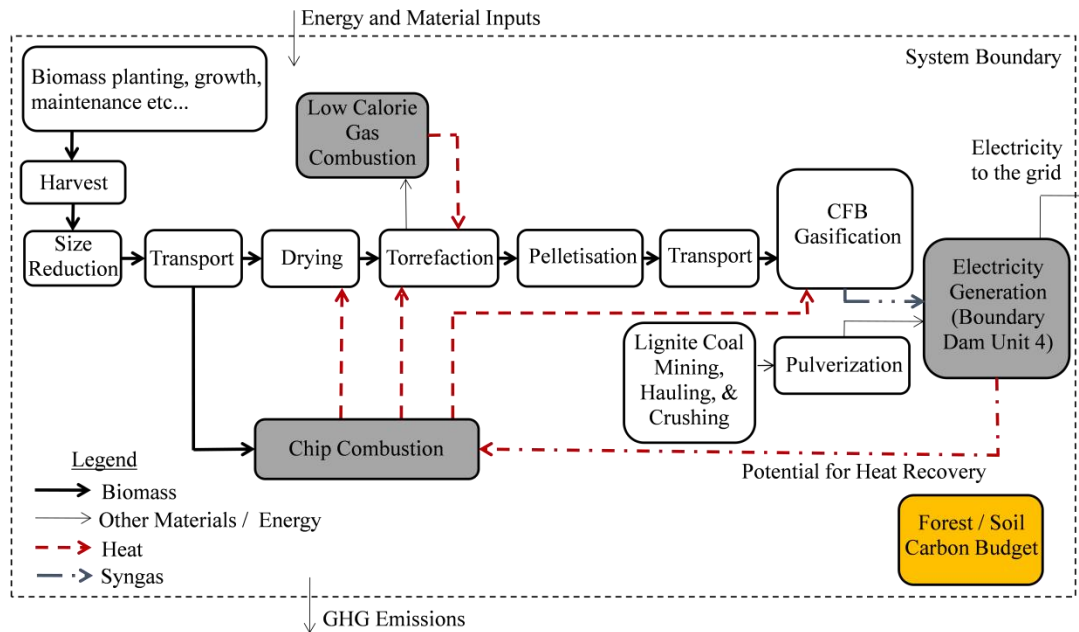 Energy and Material Inputs
System Boundary
Biomass planting, growth,
maintenance etc...
Low Calorie
Gas
Combustion
Electricity
to the grid
Harvest
CFB
Gasification
Size
Reduction
Transport
Drying
Torrefaction
Pelletisation
Transport
Electricity
Generation
(Boundary
Dam Unit 4)
Lignite Coal
Mining,
Hauling, &
Crushing
Pulverization
Chip Combustion
Potential for Heat Recovery
Legend
Biomass
Other Materials / Energy
Heat
Syngas
Forest / Soil
Carbon Budget
GHG Emissions